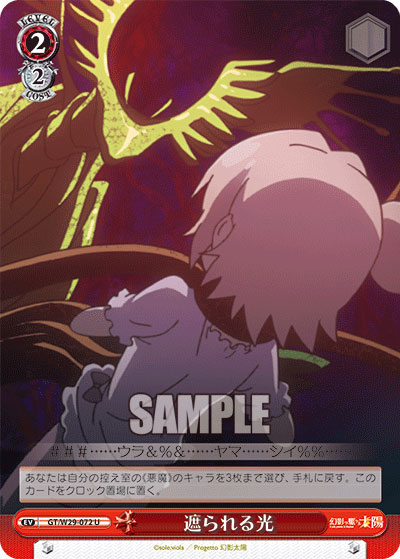 LEVEL
2
2
COST
SAMPLE
###……ウラ&%&……ヤマ……シイ%%……
あなたは自分の控え室の《悪魔》のキャラを3枚まで選び、手札に戻す。この
カードをクロック置場に置く。
EV GT/W29-072 U 遮られる光 幻影ヲ駆ケル太陽
©sole;viola / Progetto 幻影太陽